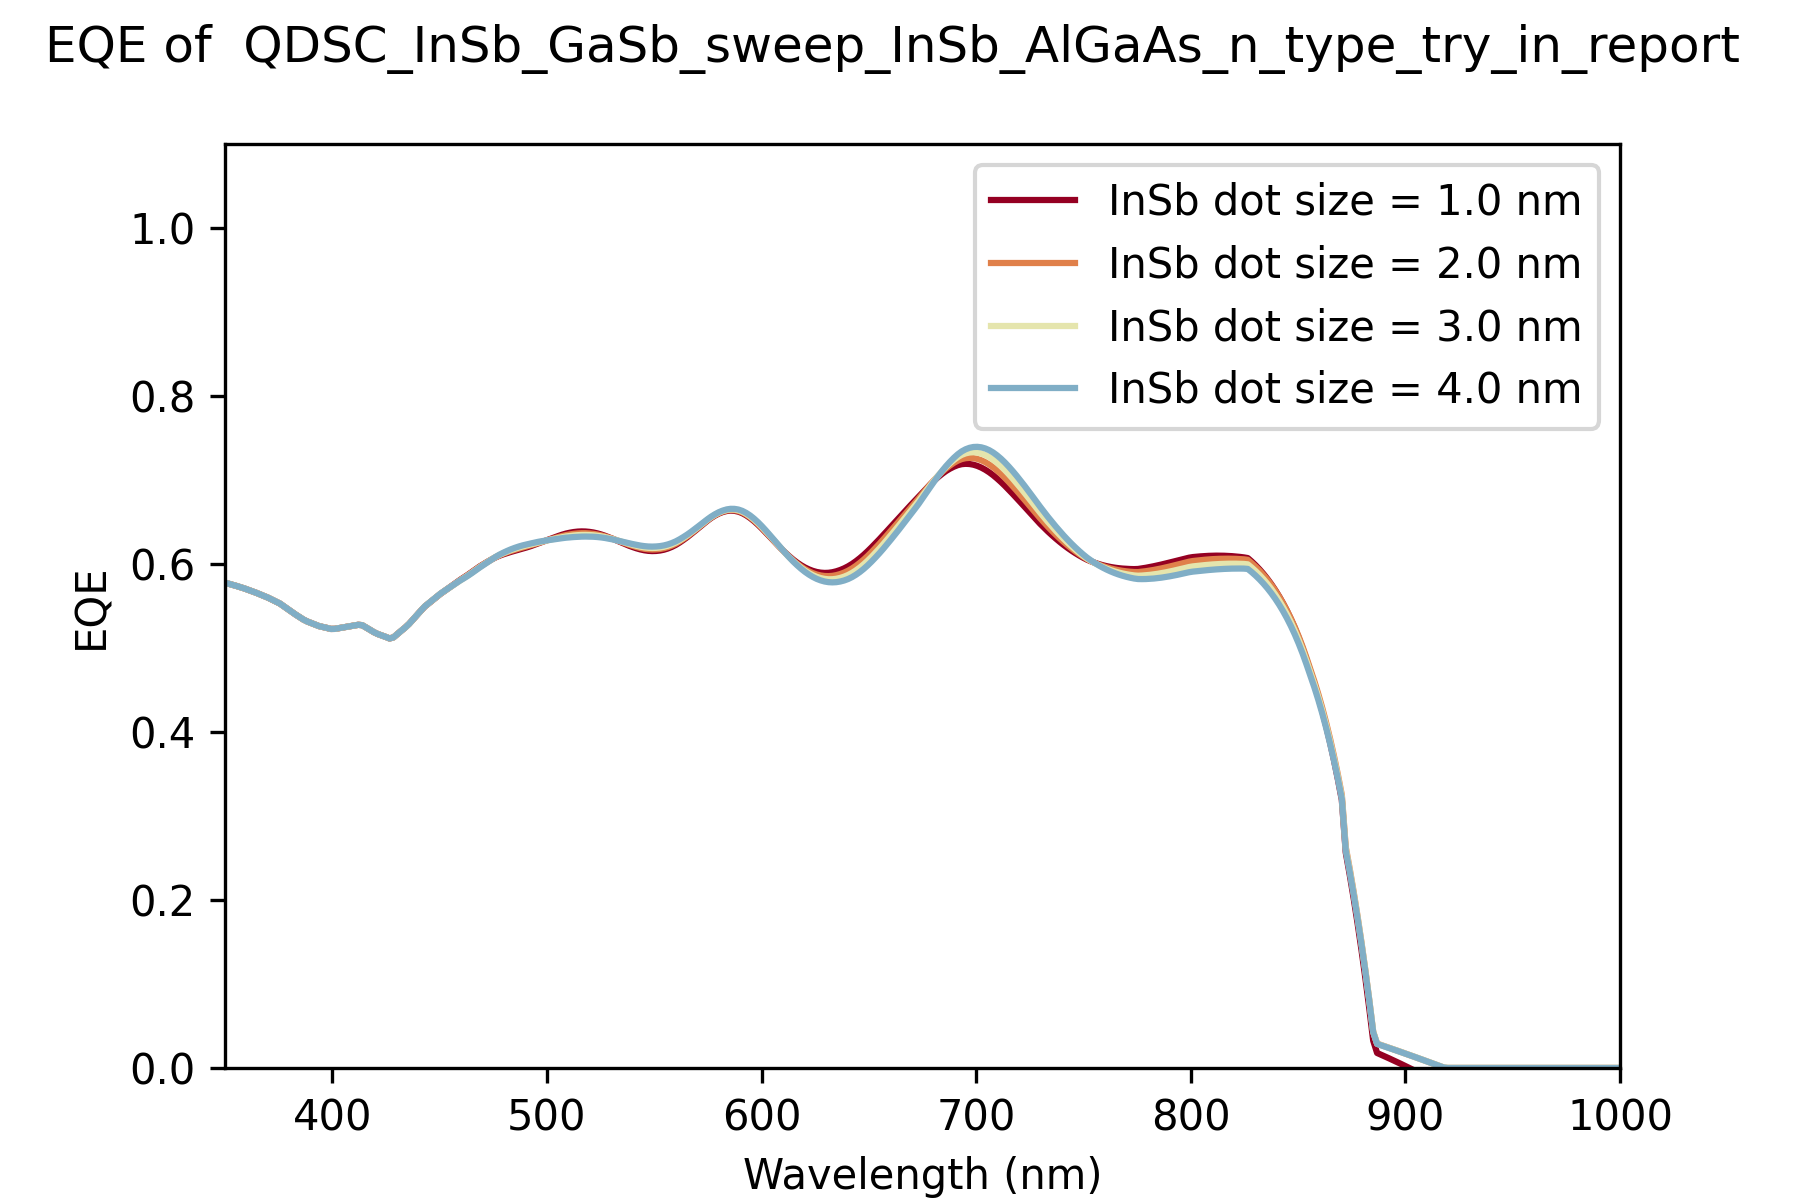 EQE of  QDSC_InSb_GaSb_sweep_InSb_AlGaAs_n_type_try_in_report
InSb dot size = 1.0 nm
InSb dot size = 2.0 nm
InSb dot size = 3.0 nm
InSb dot size = 4.0 nm
1.0
0.8
0.6
0.4
0.2
0.0
EQE
400 500 600 700 800 900 1000
Wavelength (nm)